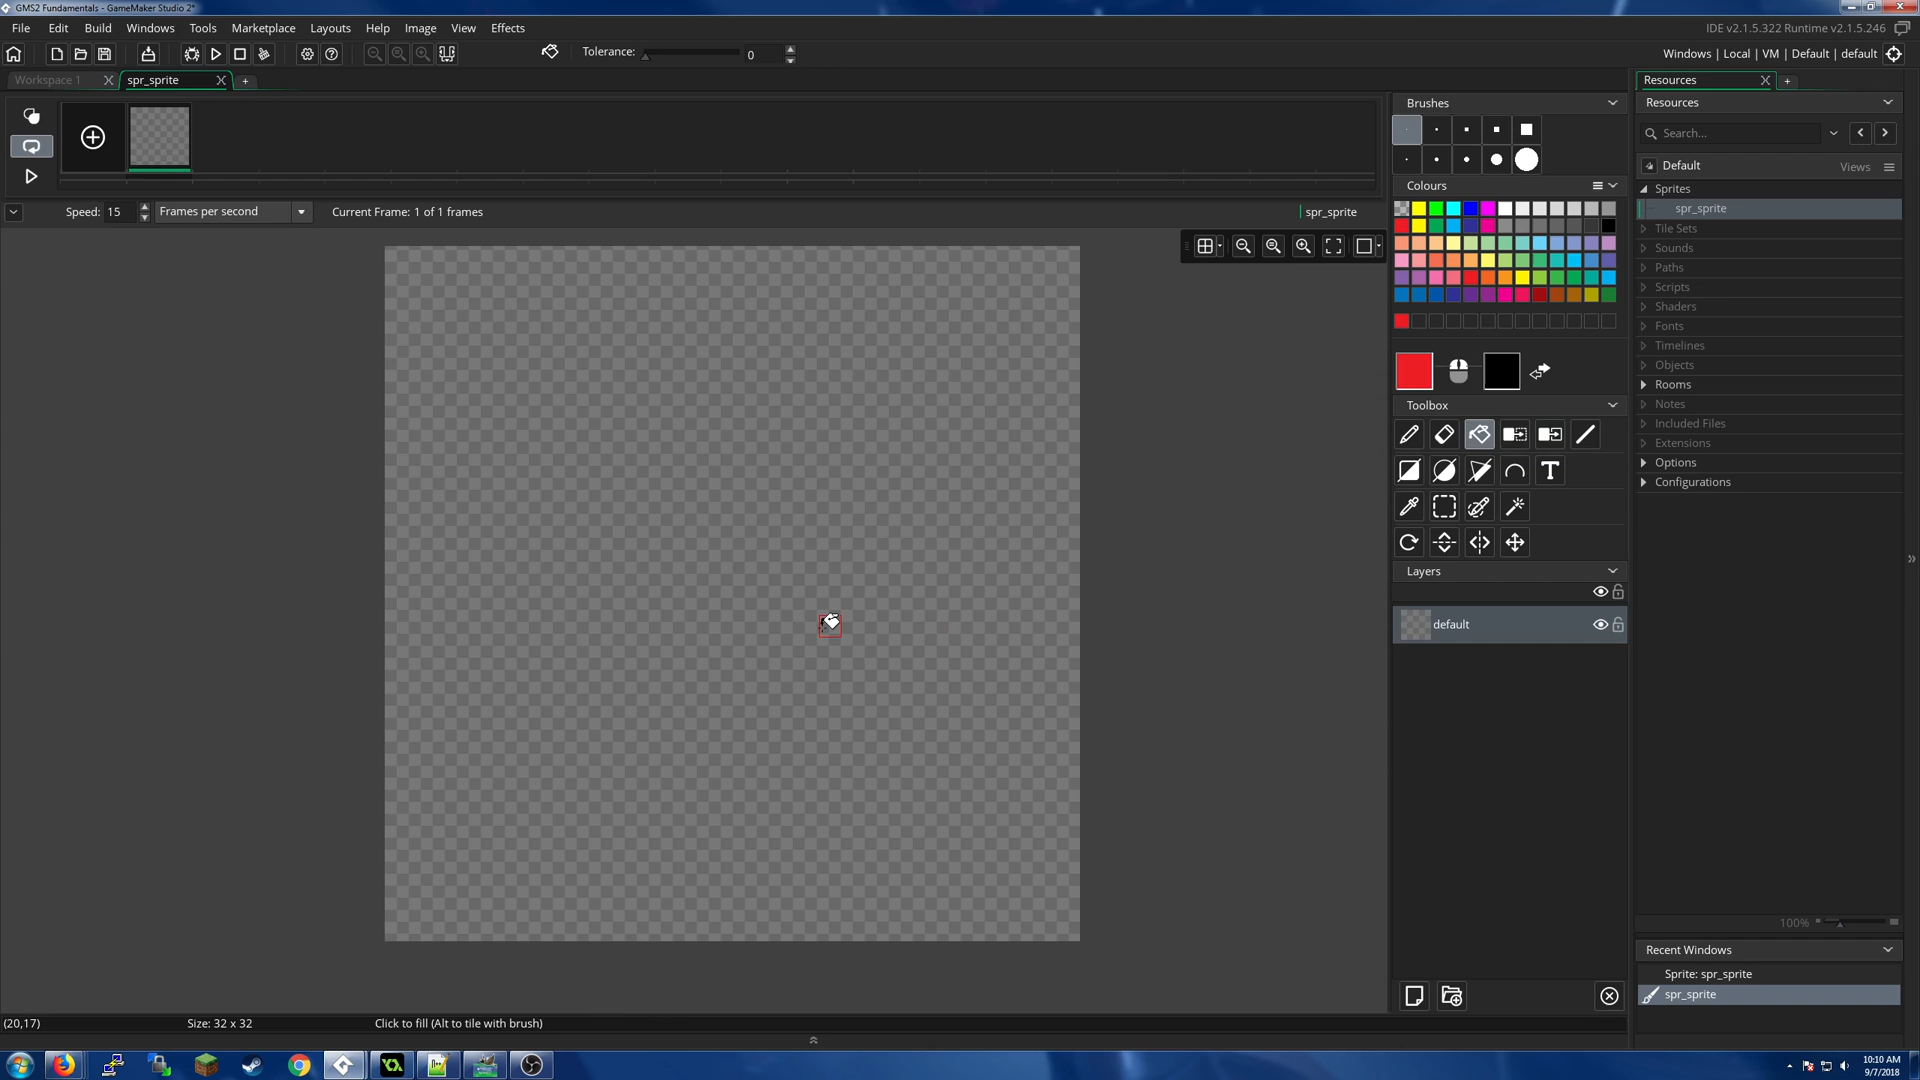 GMS2 Fundamentals - GameMaker Studio 2*
File Edit Build Windows Tools Marketplace Layouts Help Image View Effects
IDE v2.1.5.322 Runtime v2.1.5.246
Tolerance: 0
Windows | Local | VM | Default | default
Workspace 1
spr_sprite
Resources
Brushes
Resources
Search...
Default
Views
Colours
Sprites
spr_sprite
Speed: 15 Frames per second Current Frame: 1 of 1 frames
spr_sprite
Tile Sets
Sounds
Paths
Scripts
Shaders
Fonts
Timelines
Objects
Rooms
Notes
Included Files
Extensions
Options
Configurations
Toolbox
T
Layers
default
100%
Recent Windows
Sprite: spr_sprite
spr_sprite
(20,17) Size: 32 x 32 Click to fill (Alt to tile with brush)
10:10 AM
9/7/2018